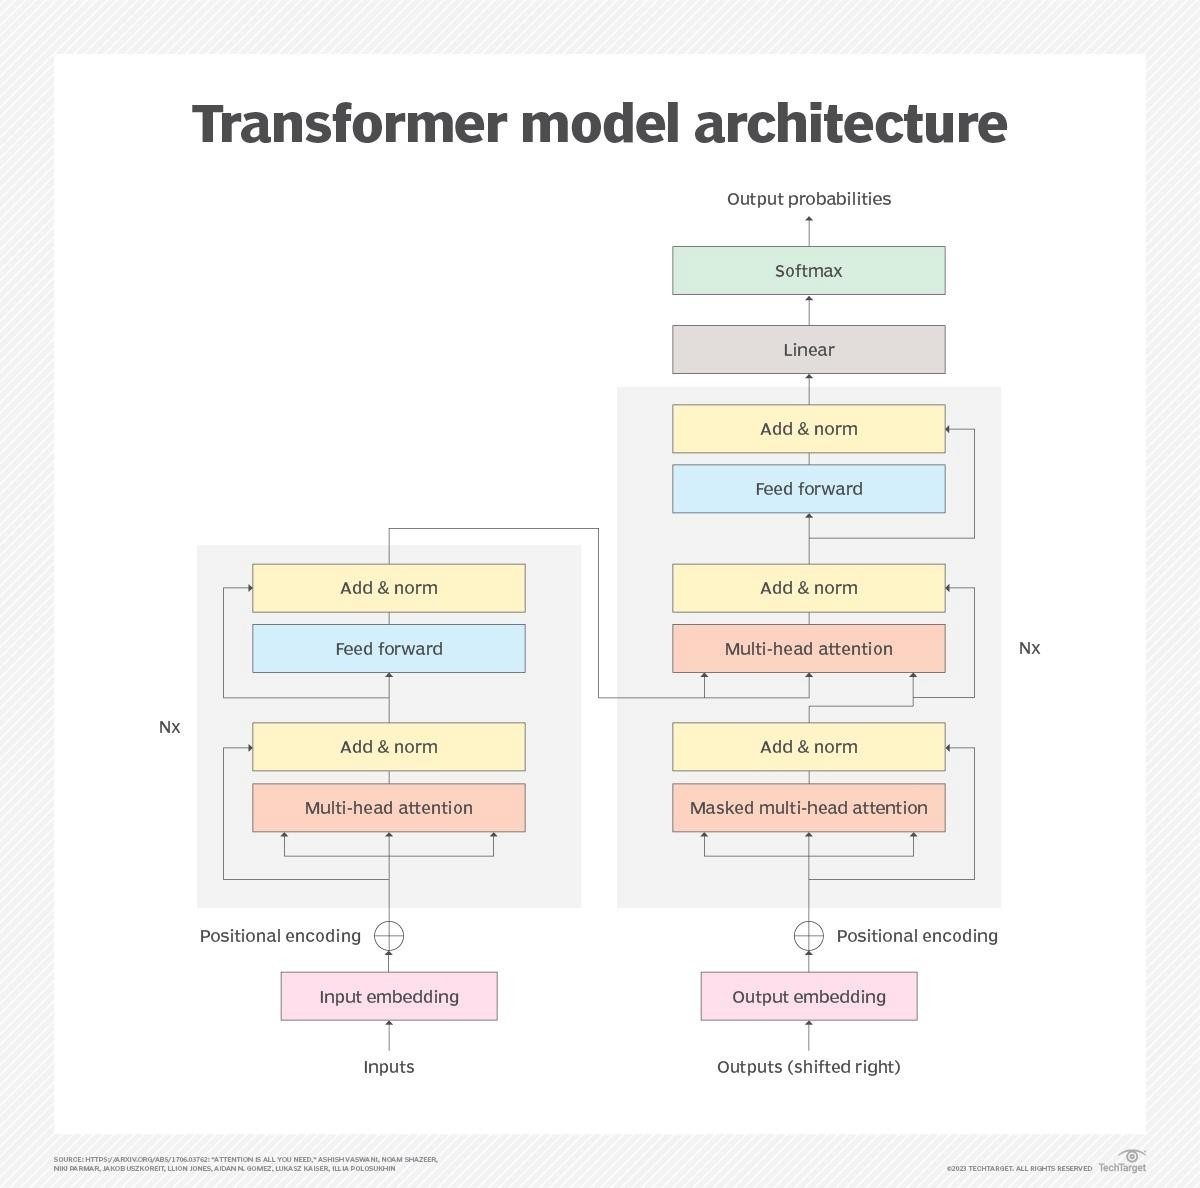 Transformer model architecture
Output probabilities
Softmax
Linear
Add & norm
Feed forward
Add & norm
Multi-head attention
Nx
Add & norm
Masked multi-head attention
Positional encoding
Output embedding
Outputs (shifted right)
Add & norm
Feed forward
Nx
Add & norm
Multi-head attention
Positional encoding
Input embedding
Inputs
SOURCE: HTTPS://ARXIV.ORG/ABS/1706.03762: "ATTENTION IS ALL YOU NEED," ASHISH VASWANI, NOAM SHAZEER,
NIKI PARMAR, JAKOB USZKOREIT, LLION JONES, AIDAN N. GOMEZ, LUKASZ KAISER, ILLIA POLOSUKHIN
©2023 TECHTARGET. ALL RIGHTS RESERVED
TechTarget